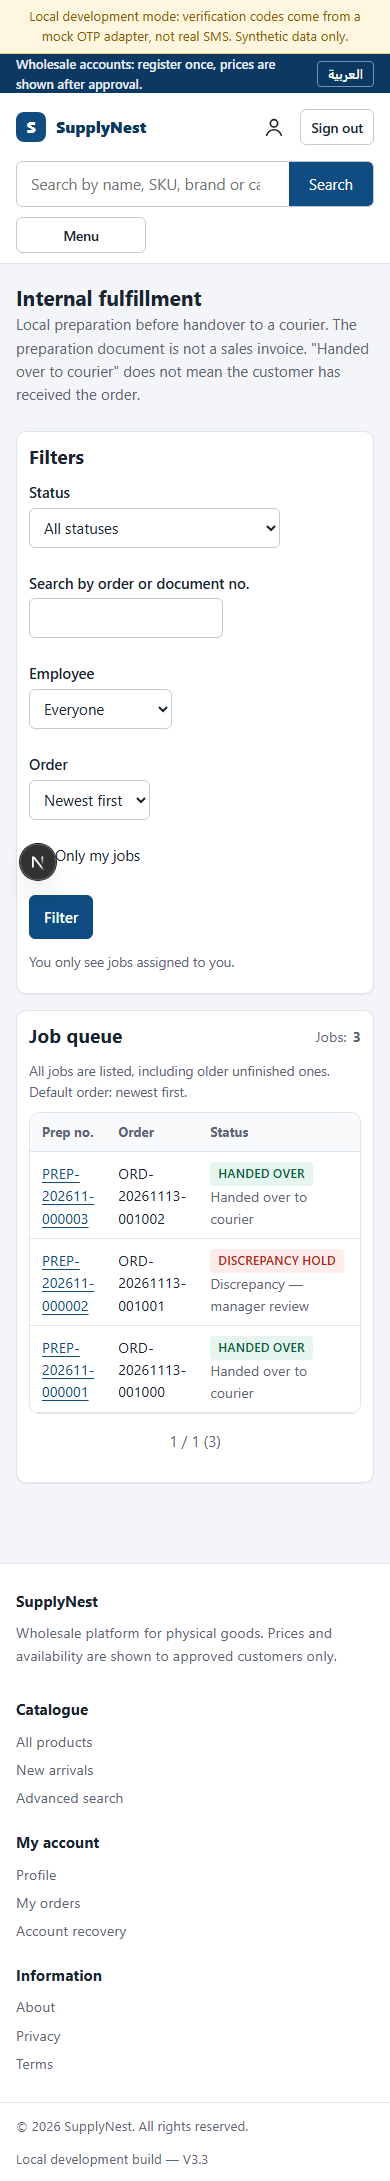 Local development mode: verification codes come from a
mock OTP adapter, not real SMS. Synthetic data only.
Wholesale accounts: register once, prices are
shown after approval.
العربية
S SupplyNest
Sign out
Search by name, SKU, brand or ca
Search
Menu
Internal fulfillment
Local preparation before handover to a courier. The
preparation document is not a sales invoice. "Handed
over to courier" does not mean the customer has
received the order.
Filters
Status
All statuses
Search by order or document no.
Employee
Everyone
Order
Newest first
N
Only my jobs
Filter
You only see jobs assigned to you.
Job queue
Jobs: 3
All jobs are listed, including older unfinished ones.
Default order: newest first.
Prep no. Order Status
PREP-
202611-
000003
ORD-
20261113-
001002
HANDED OVER
Handed over to
courier
PREP-
202611-
000002
ORD-
20261113-
001001
DISCREPANCY HOLD
Discrepancy —
manager review
PREP-
202611-
000001
ORD-
20261113-
001000
HANDED OVER
Handed over to
courier
1 / 1 (3)
SupplyNest
Wholesale platform for physical goods. Prices and
availability are shown to approved customers only.
Catalogue
All products
New arrivals
Advanced search
My account
Profile
My orders
Account recovery
Information
About
Privacy
Terms
© 2026 SupplyNest. All rights reserved.
Local development build — V3.3